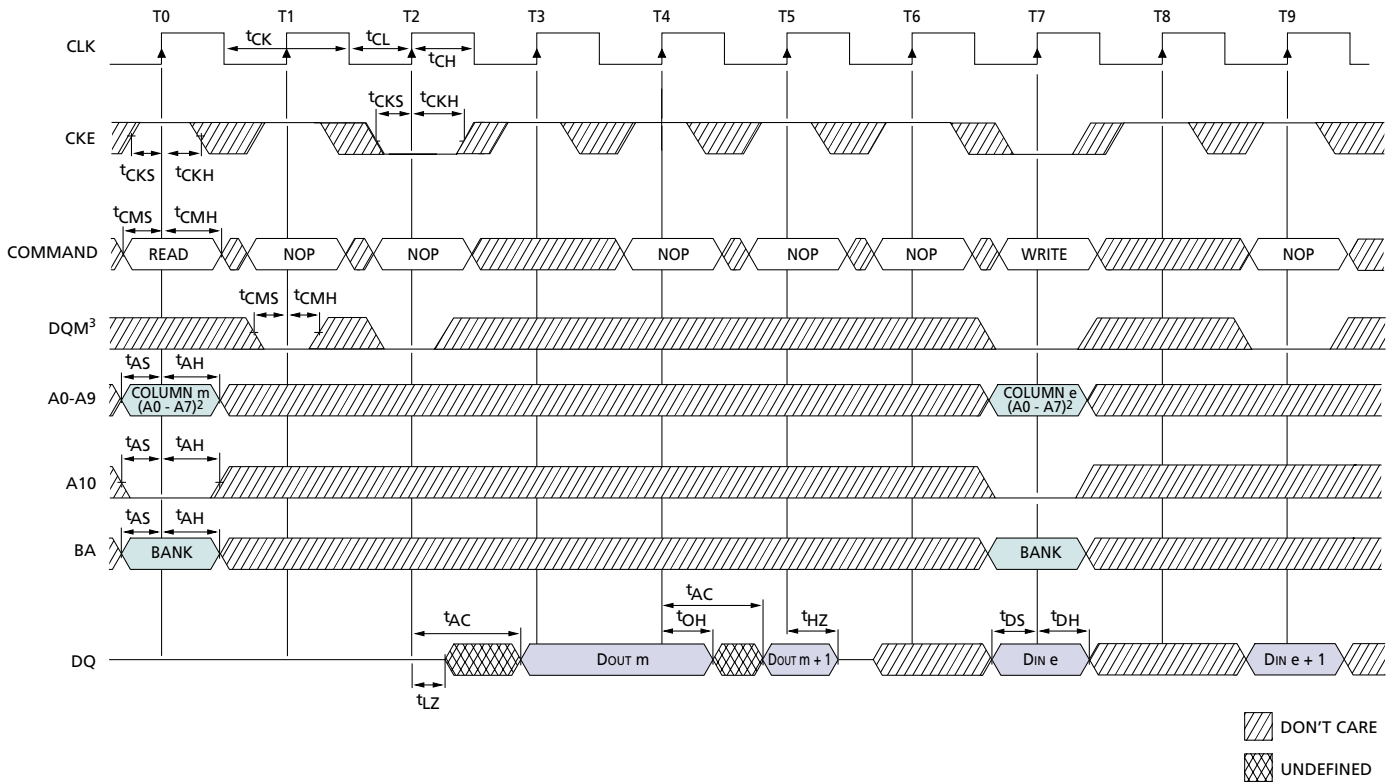 T0 T1 T2 T3 T4 T5 T6 T7 T8 T9
CLK
tCK tCL
tCH
tCKS tCKH
CKE
tCKS tCKH
tCMS tCMH
COMMAND READ NOP NOP NOP NOP NOP WRITE NOP
tCMS tCMH
DQM3
tAS tAH
A0-A9 COLUMN m (A0 - A7)2 COLUMN e (A0 - A7)2
tAS tAH
A10
tAS tAH
BA BANK BANK
tAC tAC
tOH tHZ tDS tDH
DQ DOUT m DOUT m + 1 DIN e DIN e + 1
tLZ
DON'T CARE
UNDEFINED